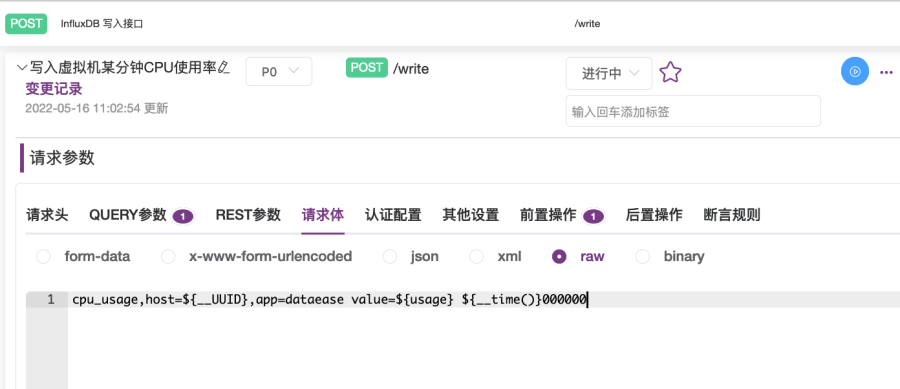 POST InfluxDB 写入接口 /write
写入虚拟机某分钟CPU使用率 P0 POST /write 进行中
变更记录
2022-05-16 11:02:54 更新
输入回车添加标签
请求参数
请求头 QUERY参数 1 REST参数 请求体 认证配置 其他设置 前置操作 1 后置操作 断言规则
form-data x-www-form-urlencoded json xml raw binary
1 cpu_usage,host=${__UUID},app=dataease value=${usage} ${__time()}000000